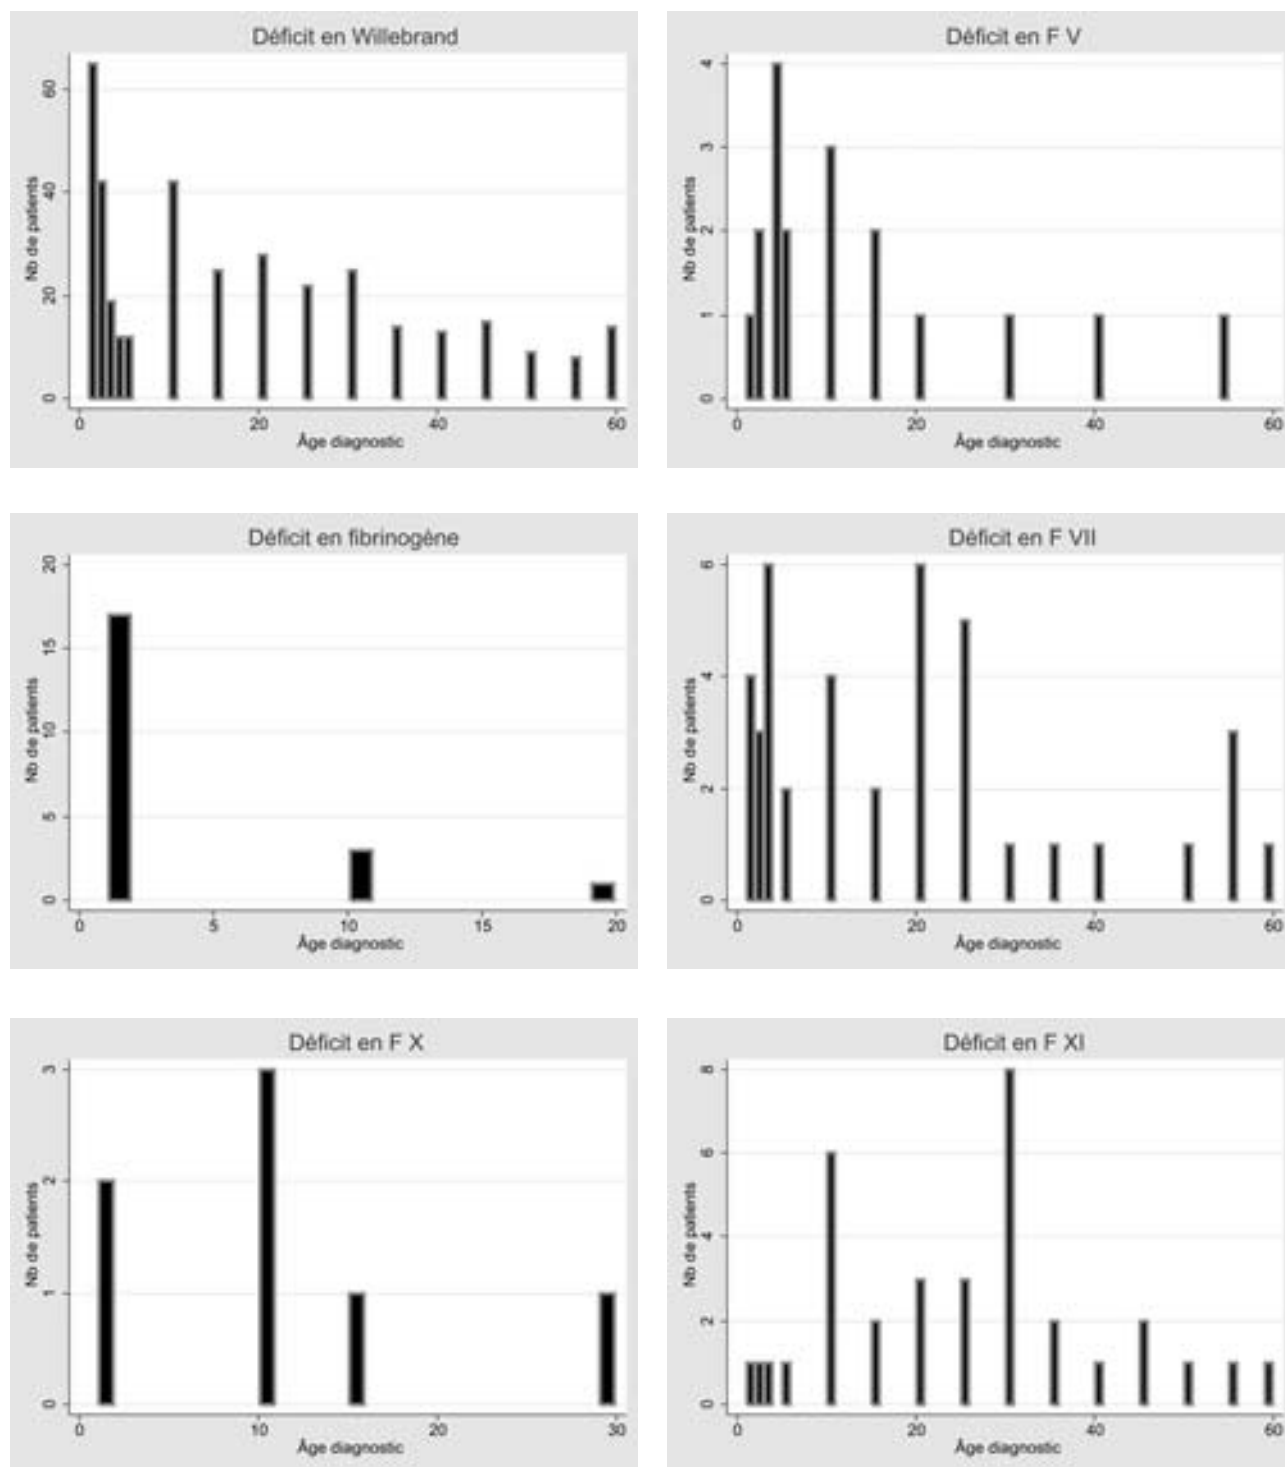 Déficit en Willebrand
Nb de patients
60
40
20
0
0 20 40 60
Âge diagnostic
Déficit en F V
Nb de patients
4
3
2
1
0
0 20 40 60
Âge diagnostic
Déficit en fibrinogène
Nb de patients
20
15
10
5
0
0 5 10 15 20
Âge diagnostic
Déficit en F VII
Nb de patients
6
4
2
0
0 20 40 60
Âge diagnostic
Déficit en F X
Nb de patients
3
2
1
0
0 10 20 30
Âge diagnostic
Déficit en F XI
Nb de patients
8
6
4
2
0
0 20 40 60
Âge diagnostic